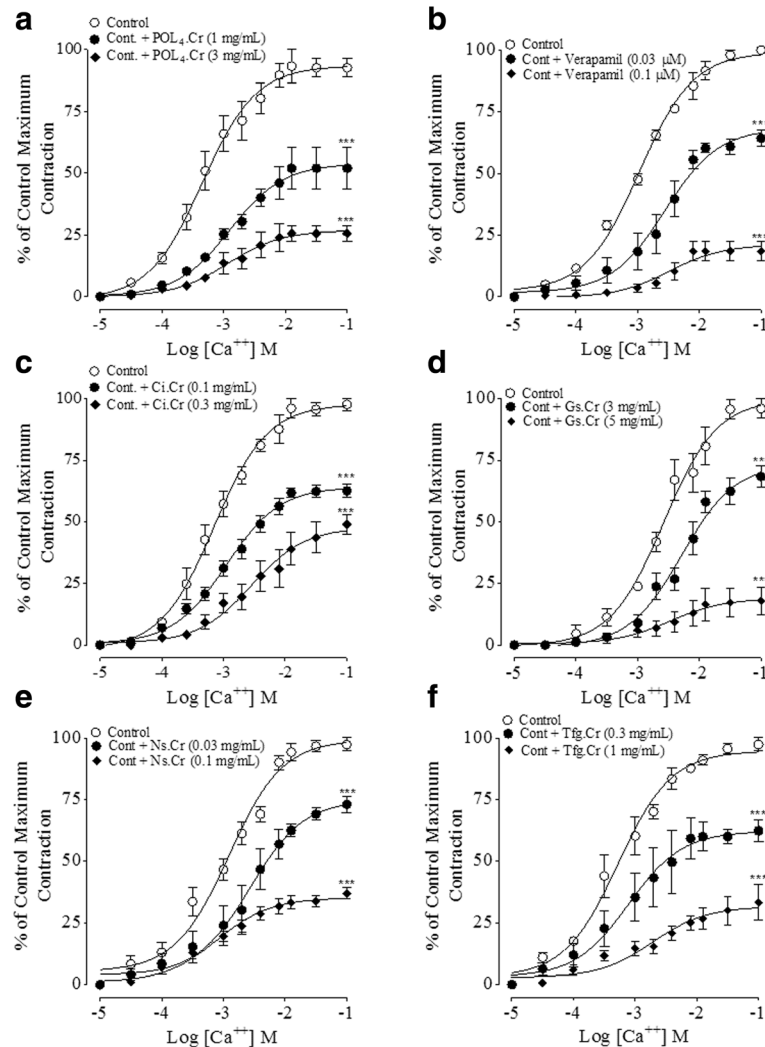 a
Control
Cont. + POL4.Cr (1 mg/mL)
Cont. + POL4.Cr (3 mg/mL)
100
75
50
25
0
% of Control Maximum
Contraction
***
***
-5 -4 -3 -2 -1
Log [Ca++] M
b
Control
Cont + Verapamil (0.03 µM)
Cont + Verapamil (0.1 µM)
100
75
50
25
0
% of Control Maximum
Contraction
***
***
-5 -4 -3 -2 -1
Log [Ca++] M
c
Control
Cont. + Ci.Cr (0.1 mg/mL)
Cont. + Ci.Cr (0.3 mg/mL)
100
75
50
25
0
% of Control Maximum
Contraction
***
***
-5 -4 -3 -2 -1
Log [Ca++] M
d
Control
Cont + Gs.Cr (3 mg/mL)
Cont + Gs.Cr (5 mg/mL)
100
75
50
25
0
% of Control Maximum
Contraction
***
***
-5 -4 -3 -2 -1
Log [Ca++] M
e
Control
Cont + Ns.Cr (0.03 mg/mL)
Cont + Ns.Cr (0.1 mg/mL)
100
75
50
25
0
% of Control Maximum
Contraction
***
***
-5 -4 -3 -2 -1
Log [Ca++] M
f
Control
Cont + Tfg.Cr (0.3 mg/mL)
Cont + Tfg.Cr (1 mg/mL)
100
75
50
25
0
% of Control Maximum
Contraction
***
***
-5 -4 -3 -2 -1
Log [Ca++] M